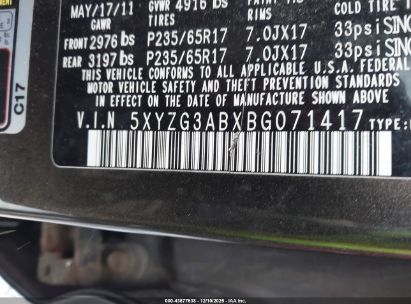 MAY/17/11 GVWR 4916 lbs
GAWR RIMS COLD TIRE
FRONT 2976 lbs P235/65R17 7.0JX17 33psi SING
REAR 3197 lbs P235/65R17 7.0JX17 33psi SING
THIS VEHICLE CONFORMS TO ALL APPLICABLE U.S.A. FEDERAL
MOTOR VEHICLE SAFETY AND THEFT PREVENTION STANDARDS
IN EFFECT ON THE DATE OF MANUFACTURE SHOWN ABOVE
V.I.N 5XYZG3ABXBG071417 TYPE:
C17